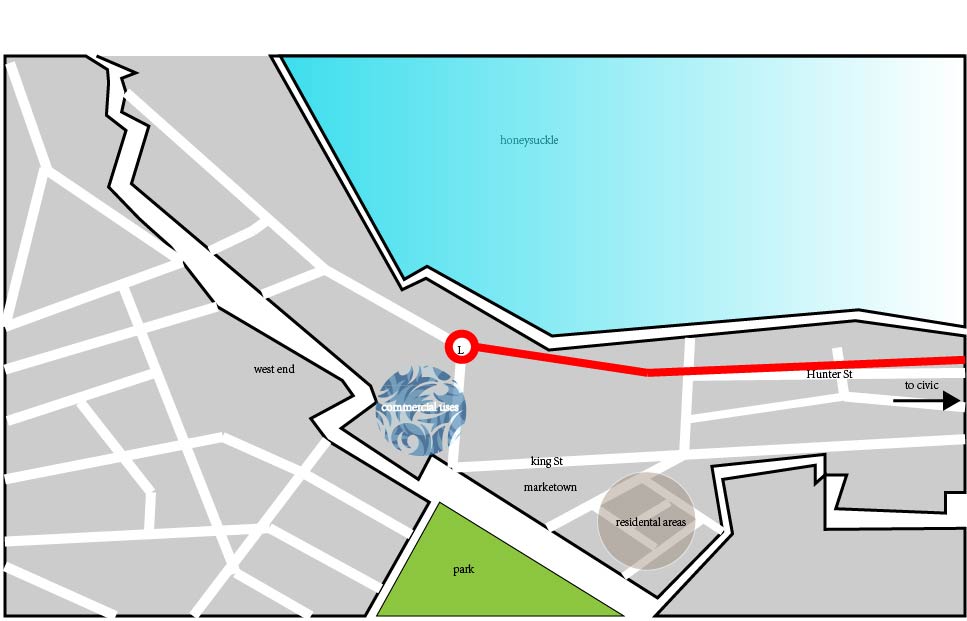 honeysuckle
L
west end
Hunter St
to civic
commercial uses
king St
marketown
residental areas
park